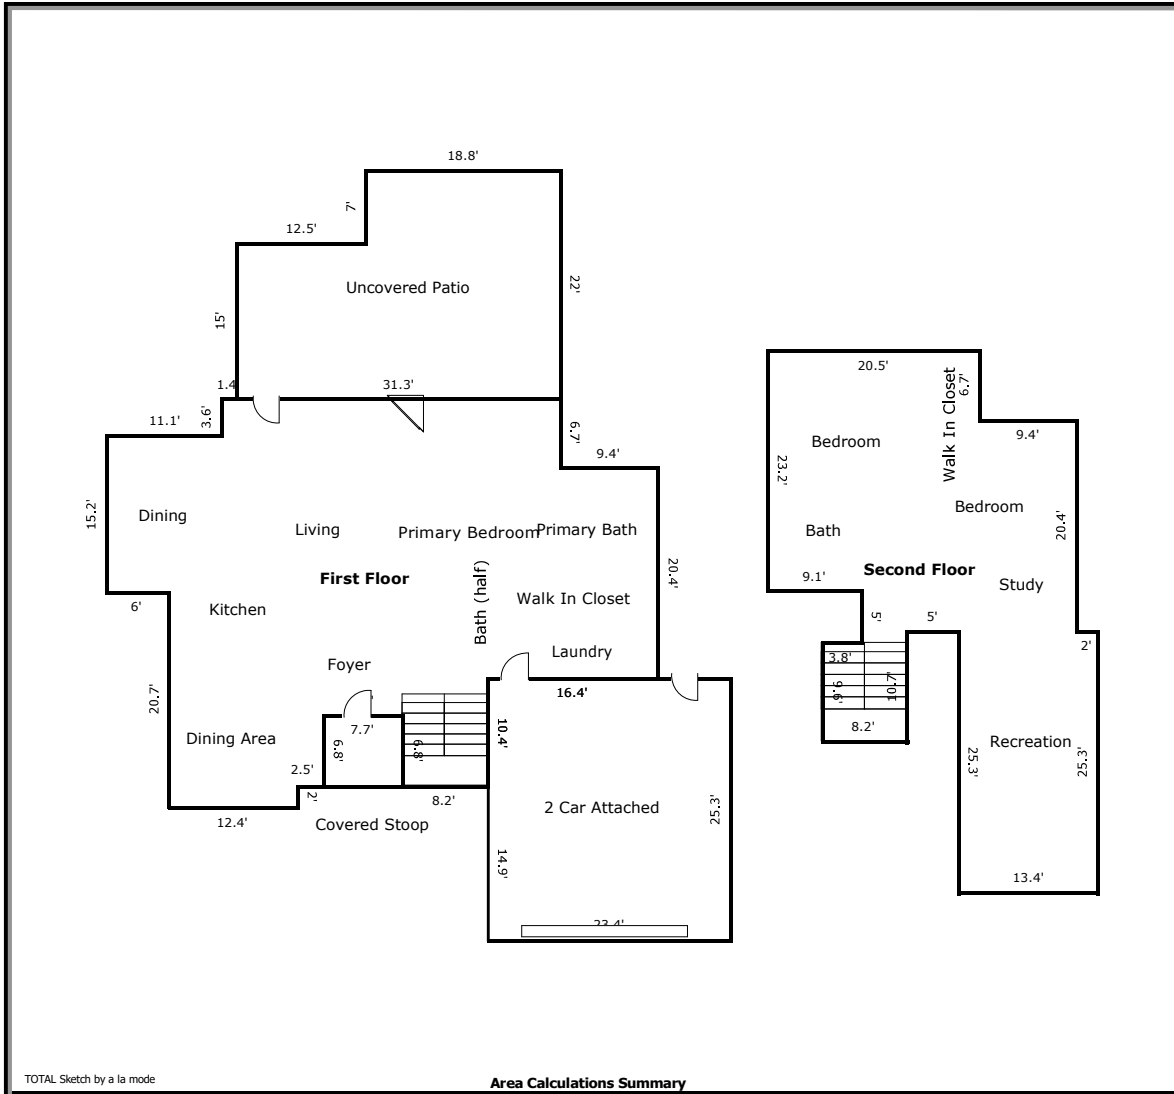 18.8'
7'
12.5'
Uncovered Patio
22'
15'
1.4
31.3'
11.1'
3.6'
6.7'
9.4'
15.2'
Dining
Living
Primary Bedroom
Primary Bath
First Floor
20.4'
6'
Kitchen
Bath (half)
Walk In Closet
Laundry
Foyer
16.4'
20.7'
Dining Area
7.7'
6.8'
6.8'
10.4'
2.5'
2'
8.2'
12.4'
Covered Stoop
2 Car Attached
25.3'
14.9'
23.4'
20.5'
6.7'
Walk In Closet
9.4'
Bedroom
23.2'
Bedroom
Bath
20.4'
Second Floor
9.1'
Study
5'
5'
2'
3.8'
9.6'
10.7'
8.2'
Recreation
25.3'
25.3'
13.4'
TOTAL Sketch by a la mode
Area Calculations Summary